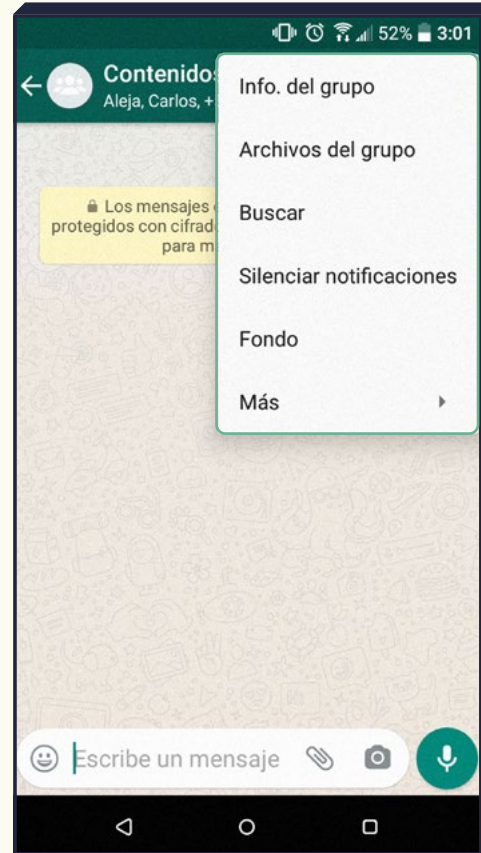 52% 3:01
Contenido
Aleja, Carlos, +
Info. del grupo
Archivos del grupo
Buscar
Silenciar notificaciones
Fondo
Más
Los mensajes
protegidos con cifrad
para m
Escribe un mensaje